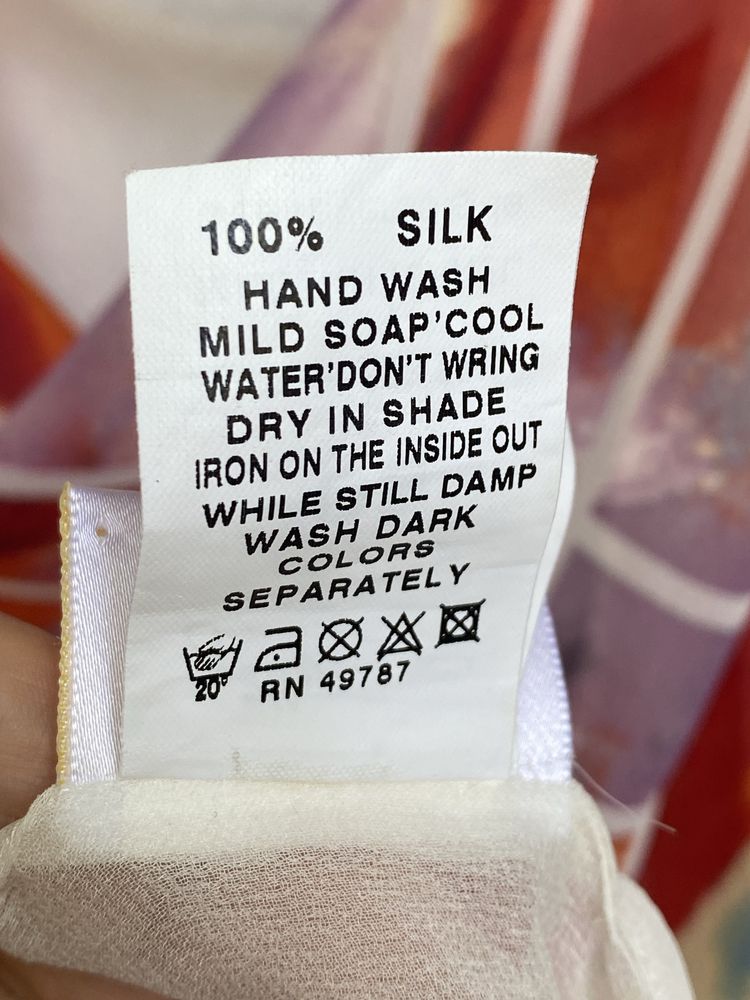 100% SILK
HAND WASH
MILD SOAP'COOL
WATER'DON'T WRING
DRY IN SHADE
IRON ON THE INSIDE OUT
WHILE STILL DAMP
WASH DARK
COLORS
SEPARATELY
20°
RN 49787